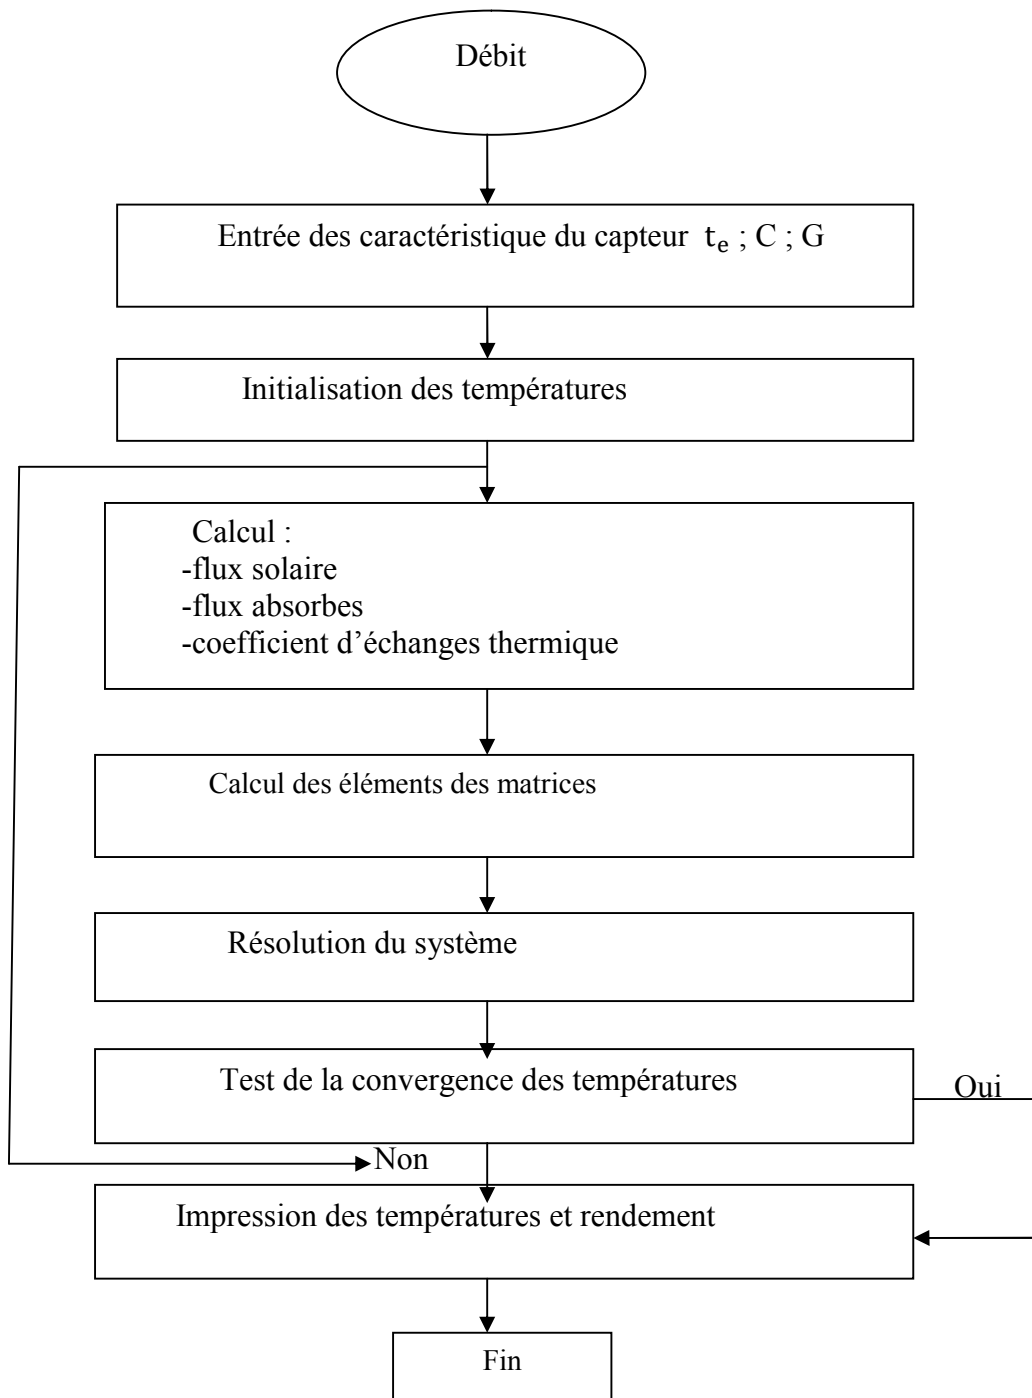 Débit
Entrée des caractéristique du capteur tₑ ; C ; G
Initialisation des températures
Calcul :
-flux solaire
-flux absorbes
-coefficient d’échanges thermique
Calcul des éléments des matrices
Résolution du système
Test de la convergence des températures
Oui
Non
Impression des températures et rendement
Fin